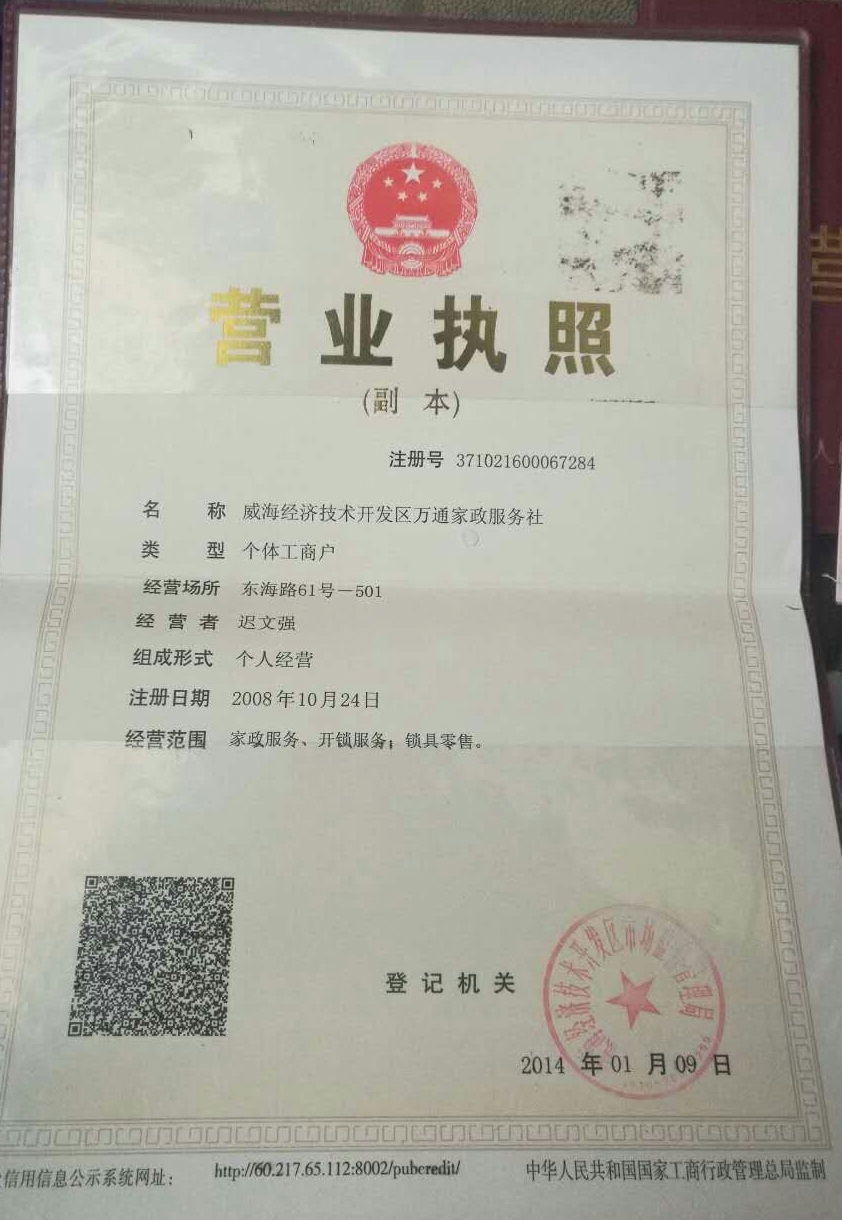 营业执照
(副 本)
注册号 371021600067284
名 称 威海经济技术开发区万通家政服务社
类 型 个体工商户
经营场所 东海路61号－501
经 营 者 迟文强
组成形式 个人经营
注册日期 2008年10月24日
经营范围 家政服务、开锁服务；锁具零售。
登记机关
2014 年 01 月 09 日
信用信息公示系统网址：
http://60.217.65.112:8002/pubcredit/
中华人民共和国国家工商行政管理总局监制